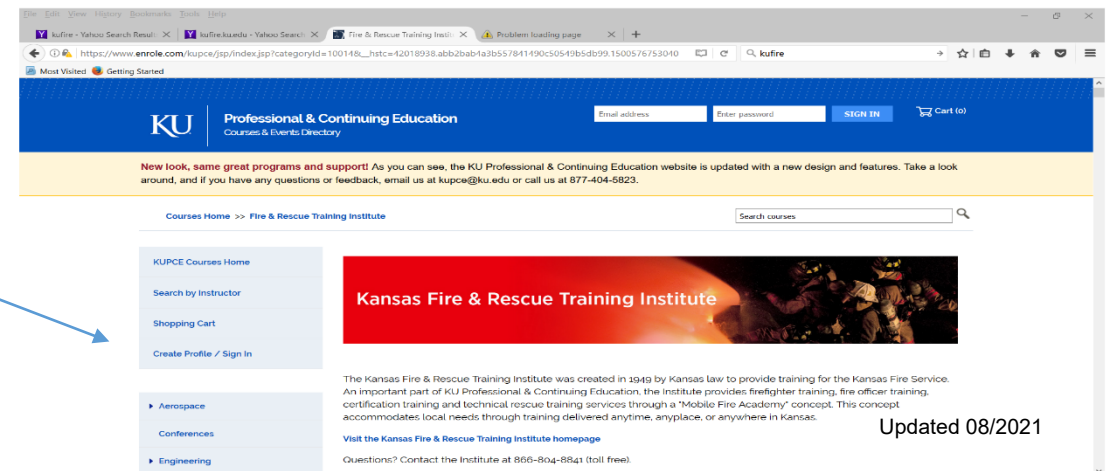 File Edit View History Bookmarks Tools Help
kufire - Yahoo Search Result kufire.ku.edu - Yahoo Search Fire & Rescue Training Instit Problem loading page
https://www.enrole.com/kupce/jsp/index.jsp?categoryId=10014&__hstc=42018938.abb2bab4a3b557841490c50549b5db99.1500576753040 kufire
Most Visited Getting Started
KU Professional & Continuing Education
Courses & Events Directory
Email address Enter password SIGN IN Cart (0)
New look, same great programs and support! As you can see, the KU Professional & Continuing Education website is updated with a new design and features. Take a look
around, and if you have any questions or feedback, email us at kupce@ku.edu or call us at 877-404-5823.
Courses Home >> Fire & Rescue Training Institute Search courses
KUPCE Courses Home
Search by Instructor
Shopping Cart
Create Profile / Sign In
Aerospace
Conferences
Engineering
Kansas Fire & Rescue Training Institute
The Kansas Fire & Rescue Training Institute was created in 1949 by Kansas law to provide training for the Kansas Fire Service.
An important part of KU Professional & Continuing Education, the Institute provides firefighter training, fire officer training,
certification training and technical rescue training services through a "Mobile Fire Academy" concept. This concept
accommodates local needs through training delivered anytime, anyplace, or anywhere in Kansas.
Updated 08/2021
Visit the Kansas Fire & Rescue Training Institute homepage
Questions? Contact the Institute at 866-804-8841 (toll free).